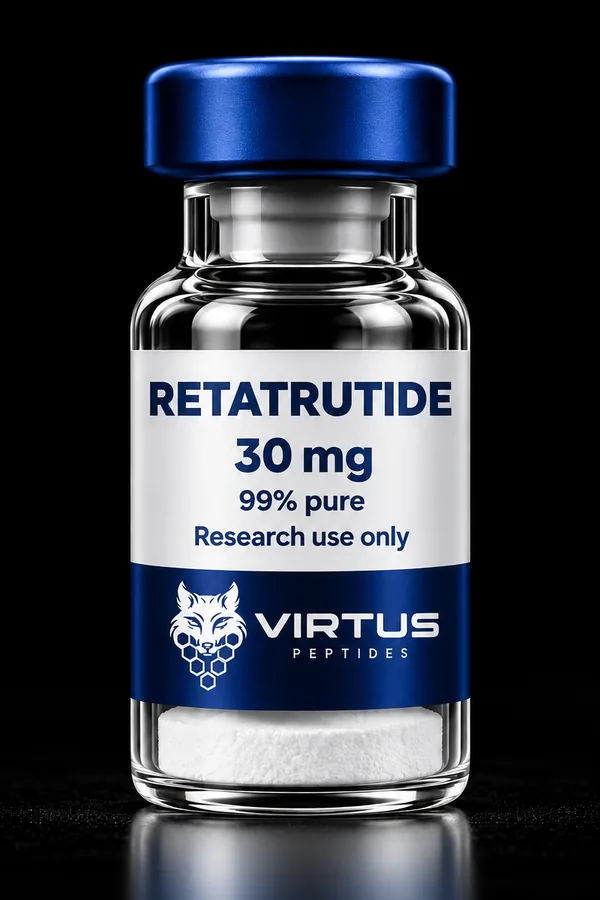 RETATRUTIDE
30 mg
99% pure
Research use only
VIRTUS
PEPTIDES